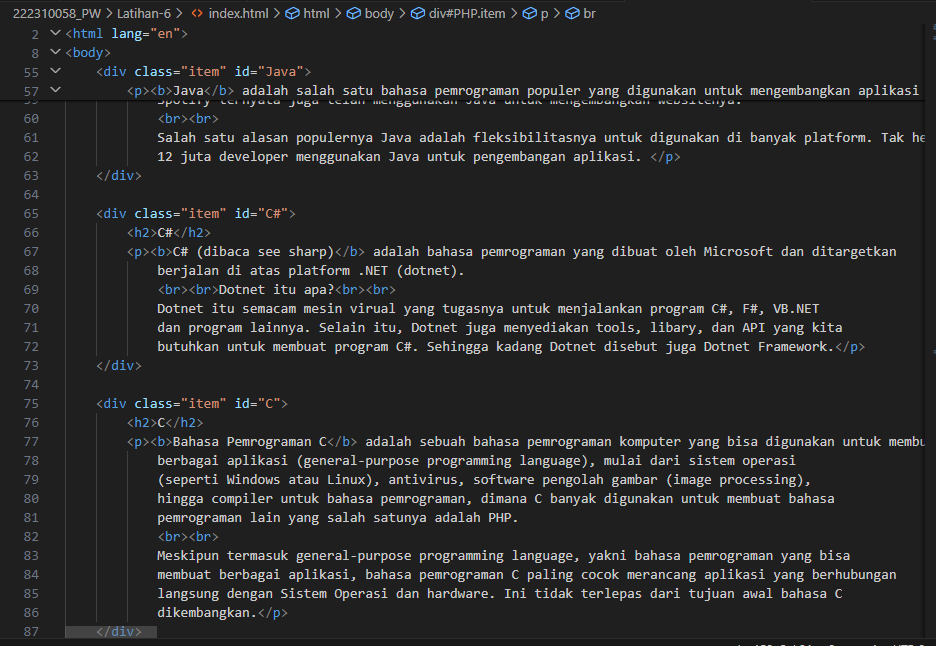 222310058_PW > Latihan-6 > <> index.html > html > body > div#PHP.item > p > br
2 <html lang="en">
8 <body>
55 <div class="item" id="Java">
57 <p><b>Java</b> adalah salah satu bahasa pemrograman populer yang digunakan untuk mengembangkan aplikasi
59 Spotify ternyata juga telah menggunakan Java untuk mengembangkan websitenya.
60 <br><br>
61 Salah satu alasan populernya Java adalah fleksibilitasnya untuk digunakan di banyak platform. Tak he
62 12 juta developer menggunakan Java untuk pengembangan aplikasi. </p>
63 </div>
64
65 <div class="item" id="C#">
66 <h2>C#</h2>
67 <p><b>C# (dibaca see sharp)</b> adalah bahasa pemrograman yang dibuat oleh Microsoft dan ditargetkan
68 berjalan di atas platform .NET (dotnet).
69 <br><br>Dotnet itu apa?<br><br>
70 Dotnet itu semacam mesin virual yang tugasnya untuk menjalankan program C#, F#, VB.NET
71 dan program lainnya. Selain itu, Dotnet juga menyediakan tools, libary, dan API yang kita
72 butuhkan untuk membuat program C#. Sehingga kadang Dotnet disebut juga Dotnet Framework.</p>
73 </div>
74
75 <div class="item" id="C">
76 <h2>C</h2>
77 <p><b>Bahasa Pemrograman C</b> adalah sebuah bahasa pemrograman komputer yang bisa digunakan untuk membu
78 berbagai aplikasi (general-purpose programming language), mulai dari sistem operasi
79 (seperti Windows atau Linux), antivirus, software pengolah gambar (image processing),
80 hingga compiler untuk bahasa pemrograman, dimana C banyak digunakan untuk membuat bahasa
81 pemrograman lain yang salah satunya adalah PHP.
82 <br><br>
83 Meskipun termasuk general-purpose programming language, yakni bahasa pemrograman yang bisa
84 membuat berbagai aplikasi, bahasa pemrograman C paling cocok merancang aplikasi yang berhubungan
85 langsung dengan Sistem Operasi dan hardware. Ini tidak terlepas dari tujuan awal bahasa C
86 dikembangkan.</p>
87 </div>